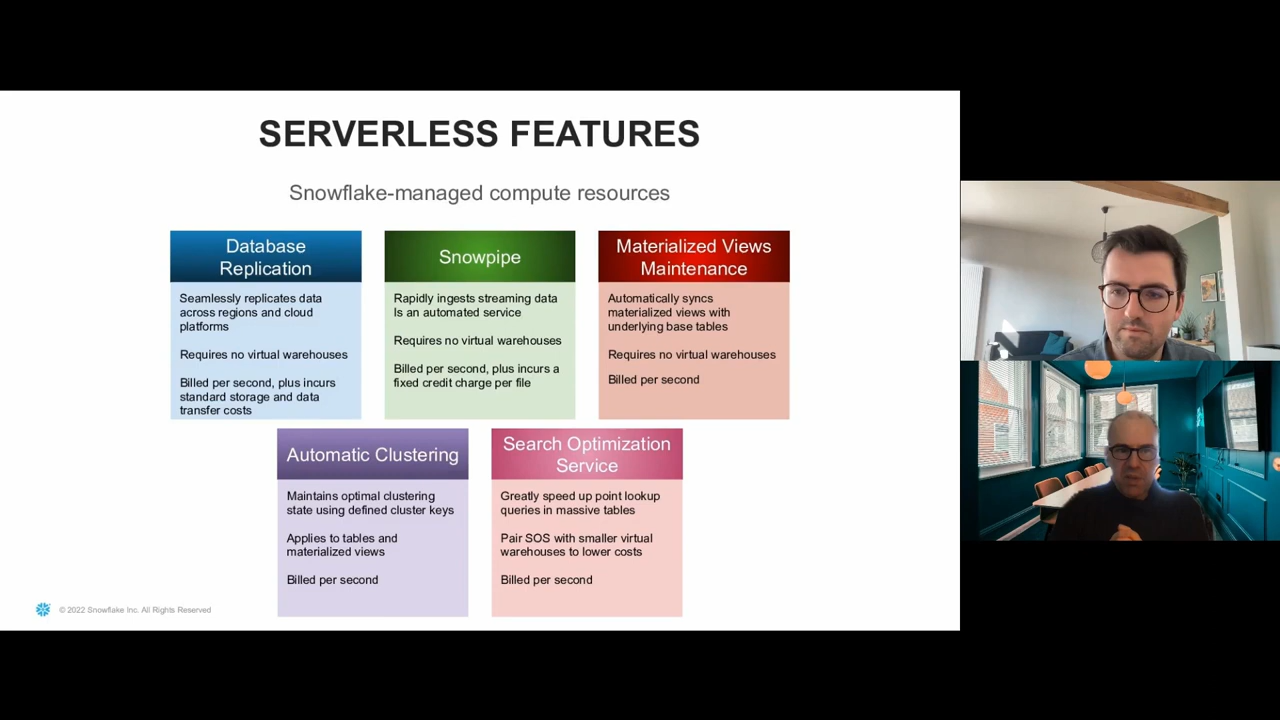 SERVERLESS FEATURES
Snowflake-managed compute resources
Database
Replication
Seamlessly replicates data
across regions and cloud
platforms
Requires no virtual warehouses
Billed per second, plus incurs
standard storage and data
transfer costs
Snowpipe
Rapidly ingests streaming data
Is an automated service
Requires no virtual warehouses
Billed per second, plus incurs a
fixed credit charge per file
Materialized Views
Maintenance
Automatically syncs
materialized views with
underlying base tables
Requires no virtual warehouses
Billed per second
Automatic Clustering
Maintains optimal clustering
state using defined cluster keys
Applies to tables and
materialized views
Billed per second
Search Optimization
Service
Greatly speed up point lookup
queries in massive tables
Pair SOS with smaller virtual
warehouses to lower costs
Billed per second
© 2022 Snowflake Inc. All Rights Reserved